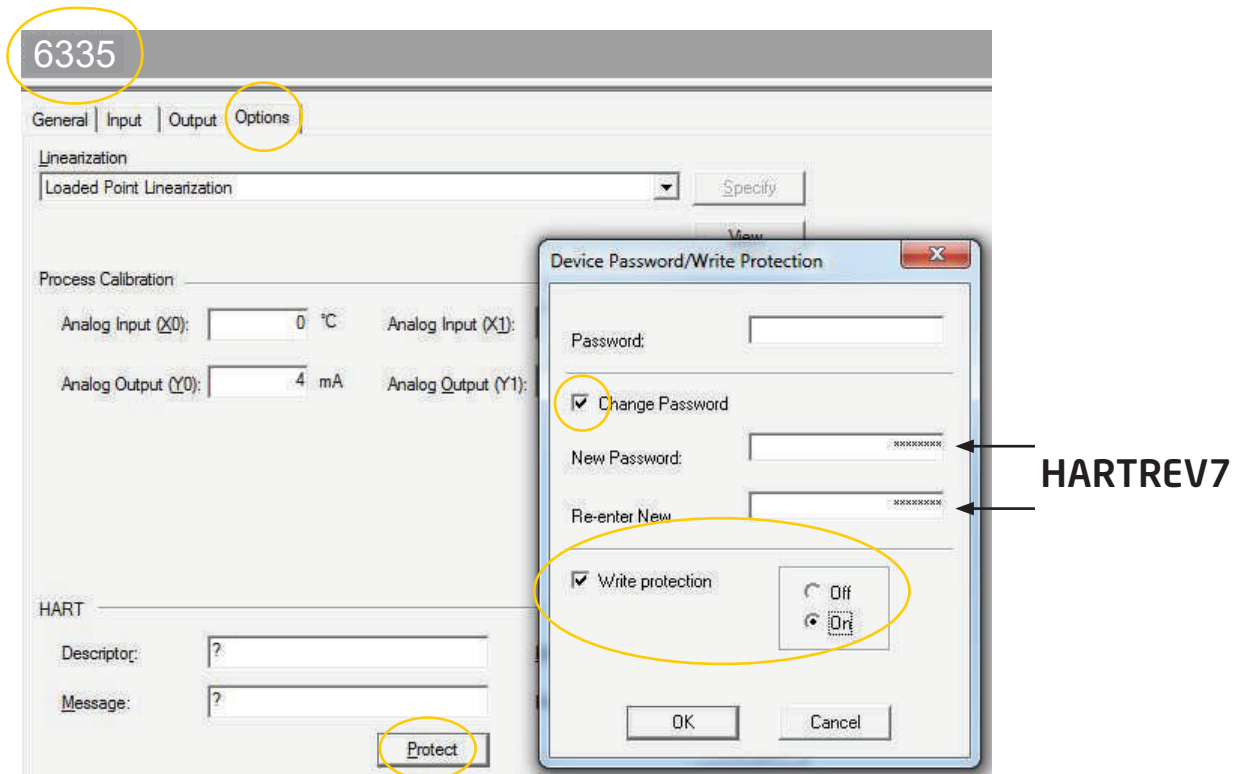 6335
General Input Output Options
Linearization
Loaded Point Linearization Specify
View
Process Calibration
Analog Input (X0): 0 °C Analog Input (X1):
Analog Output (Y0): 4 mA Analog Output (Y1):
HART
Descriptor: ?
Message: ?
Protect
Device Password/Write Protection
Password:
Change Password
New Password: ********
Re-enter New ********
Write protection
Off
On
OK Cancel
HARTREV7